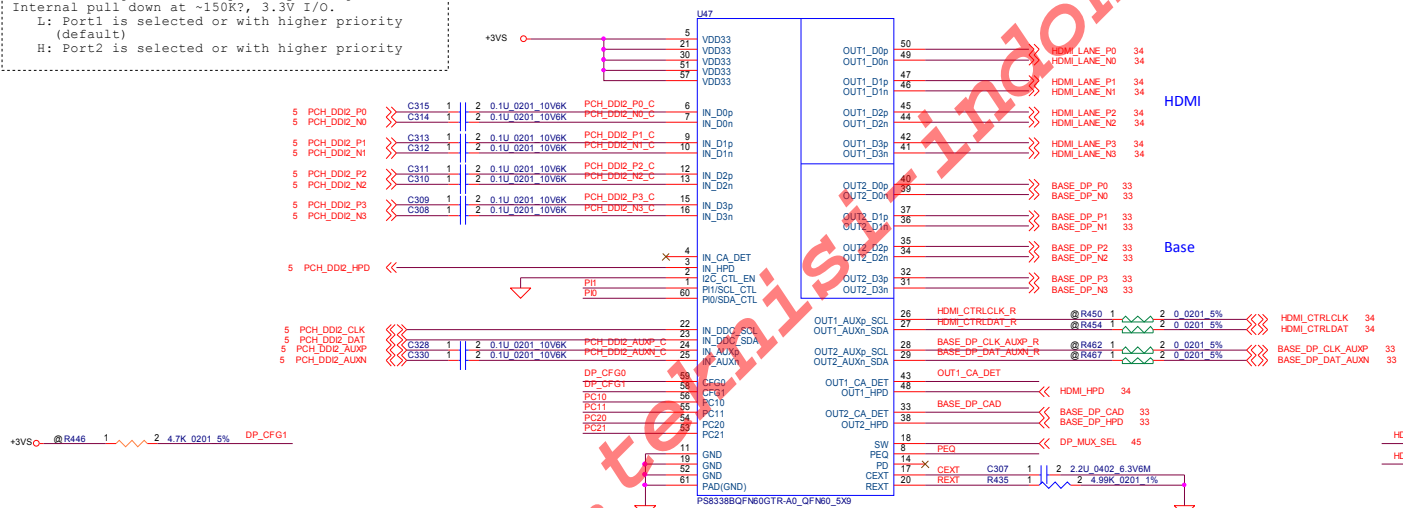 Internal pull down at ~150K?, 3.3V I/O.
L: Port1 is selected or with higher priority
(default)
H: Port2 is selected or with higher priority
U47
+3VS
5 VDD33
21 VDD33
30 VDD33
51 VDD33
57 VDD33
5 PCH_DDI2_P0 C315 1 2 0.1U_0201_10V6K PCH_DDI2_P0_C 6 IN_D0p
5 PCH_DDI2_N0 C314 1 2 0.1U_0201_10V6K PCH_DDI2_N0_C 7 IN_D0n
5 PCH_DDI2_P1 C313 1 2 0.1U_0201_10V6K PCH_DDI2_P1_C 9 IN_D1p
5 PCH_DDI2_N1 C312 1 2 0.1U_0201_10V6K PCH_DDI2_N1_C 10 IN_D1n
5 PCH_DDI2_P2 C311 1 2 0.1U_0201_10V6K PCH_DDI2_P2_C 12 IN_D2p
5 PCH_DDI2_N2 C310 1 2 0.1U_0201_10V6K PCH_DDI2_N2_C 13 IN_D2n
5 PCH_DDI2_P3 C309 1 2 0.1U_0201_10V6K PCH_DDI2_P3_C 15 IN_D3p
5 PCH_DDI2_N3 C308 1 2 0.1U_0201_10V6K PCH_DDI2_N3_C 16 IN_D3n
4 IN_CA_DET
5 PCH_DDI2_HPD 3 IN_HPD
2 I2C_CTL_EN
PI1 1 PI1/SCL_CTL
PI0 60 PI0/SDA_CTL
5 PCH_DDI2_CLK 22 IN_DDC_SCL
5 PCH_DDI2_DAT 23 IN_DDC_SDA
5 PCH_DDI2_AUXP C328 1 2 0.1U_0201_10V6K PCH_DDI2_AUXP_C 24 IN_AUXp
5 PCH_DDI2_AUXN C330 1 2 0.1U_0201_10V6K PCH_DDI2_AUXN_C 25 IN_AUXn
DP_CFG0 59 CFG0
DP_CFG1 58 CFG1
PC10 56 PC10
PC11 55 PC11
PC20 54 PC20
PC21 53 PC21
11 GND
19 GND
52 GND
61 PAD(GND)
+3VS @R446 1 2 4.7K_0201_5% DP_CFG1
OUT1_D0p 50 HDMI_LANE_P0 34
OUT1_D0n 49 HDMI_LANE_N0 34
OUT1_D1p 47 HDMI_LANE_P1 34
OUT1_D1n 46 HDMI_LANE_N1 34
HDMI
OUT1_D2p 45 HDMI_LANE_P2 34
OUT1_D2n 44 HDMI_LANE_N2 34
OUT1_D3p 42 HDMI_LANE_P3 34
OUT1_D3n 41 HDMI_LANE_N3 34
OUT2_D0p 40 BASE_DP_P0 33
OUT2_D0n 39 BASE_DP_N0 33
OUT2_D1p 37 BASE_DP_P1 33
OUT2_D1n 36 BASE_DP_N1 33
Base
OUT2_D2p 35 BASE_DP_P2 33
OUT2_D2n 34 BASE_DP_N2 33
OUT2_D3p 32 BASE_DP_P3 33
OUT2_D3n 31 BASE_DP_N3 33
OUT1_AUXp_SCL 26 HDMI_CTRLCLK_R @R450 1 2 0_0201_5% HDMI_CTRLCLK 34
OUT1_AUXn_SDA 27 HDMI_CTRLDAT_R @R454 1 2 0_0201_5% HDMI_CTRLDAT 34
OUT2_AUXp_SCL 28 BASE_DP_CLK_AUXP_R @R462 1 2 0_0201_5% BASE_DP_CLK_AUXP 33
OUT2_AUXn_SDA 29 BASE_DP_DAT_AUXN_R @R467 1 2 0_0201_5% BASE_DP_DAT_AUXN 33
OUT1_CA_DET 43 OUT1_CA_DET
OUT1_HPD 48 HDMI_HPD 34
OUT2_CA_DET 33 BASE_DP_CAD BASE_DP_CAD 33
OUT2_HPD 38 BASE_DP_HPD 33
SW 18 DP_MUX_SEL 45
PEQ 8 PEQ
PD 14
CEXT 17 CEXT C307 1 2 2.2U_0402_6.3V6M
REXT 20 REXT R435 1 2 4.99K_0201_1%
PS8338BQFN60GTR-A0_QFN60_5X9
teknisi-indo